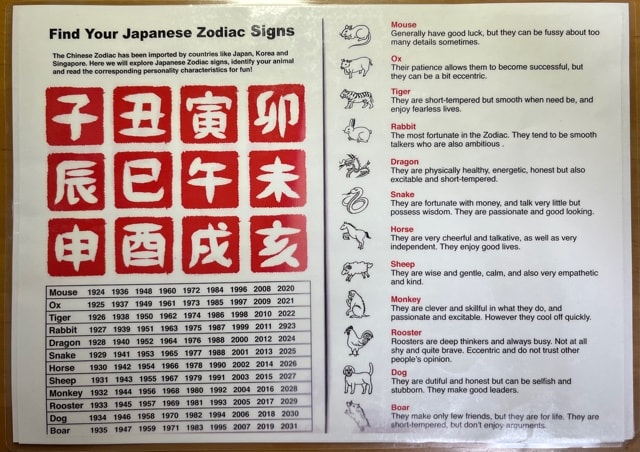 Find Your Japanese Zodiac Signs
The Chinese Zodiac has been imported by countries like Japan, Korea and
Singapore. Here we will explore Japanese Zodiac signs, identify your animal
and read the corresponding personality characteristics for fun!
子 丑 寅 卯
辰 巳 午 未
申 酉 戌 亥
Mouse 1924 1936 1948 1960 1972 1984 1996 2008 2020
Ox 1925 1937 1949 1961 1973 1985 1997 2009 2021
Tiger 1926 1938 1950 1962 1974 1986 1998 2010 2022
Rabbit 1927 1939 1951 1963 1975 1987 1999 2011 2923
Dragon 1928 1940 1952 1964 1976 1988 2000 2012 2024
Snake 1929 1941 1953 1965 1977 1988 2001 2013 2025
Horse 1930 1942 1954 1966 1978 1990 2002 2014 2026
Sheep 1931 1943 1955 1967 1979 1991 2003 2015 2027
Monkey 1932 1944 1956 1968 1980 1992 2004 2016 2028
Rooster 1933 1945 1957 1969 1981 1993 2005 2017 2029
Dog 1934 1946 1958 1970 1982 1994 2006 2018 2030
Boar 1935 1947 1959 1971 1983 1995 2007 2019 2031
Mouse
Generally have good luck, but they can be fussy about too
many details sometimes.
Ox
Their patience allows them to become successful, but
they can be a bit eccentric.
Tiger
They are short-tempered but smooth when need be, and
enjoy fearless lives.
Rabbit
The most fortunate in the Zodiac. They tend to be smooth
talkers who are also ambitious .
Dragon
They are physically healthy, energetic, honest but also
excitable and short-tempered.
Snake
They are fortunate with money, and talk very little but
possess wisdom. They are passionate and good looking.
Horse
They are very cheerful and talkative, as well as very
independent. They enjoy good lives.
Sheep
They are wise and gentle, calm, and also very empathetic
and kind.
Monkey
They are clever and skillful in what they do, and
passionate and excitable. However they cool off quickly.
Rooster
Roosters are deep thinkers and always busy. Not at all
shy and quite brave. Eccentric and do not trust other
people's opinion.
Dog
They are dutiful and honest but can be selfish and
stubborn. They make good leaders.
Boar
They make only few friends, but they are for life. They are
short-tempered, but don't enjoy arguments.